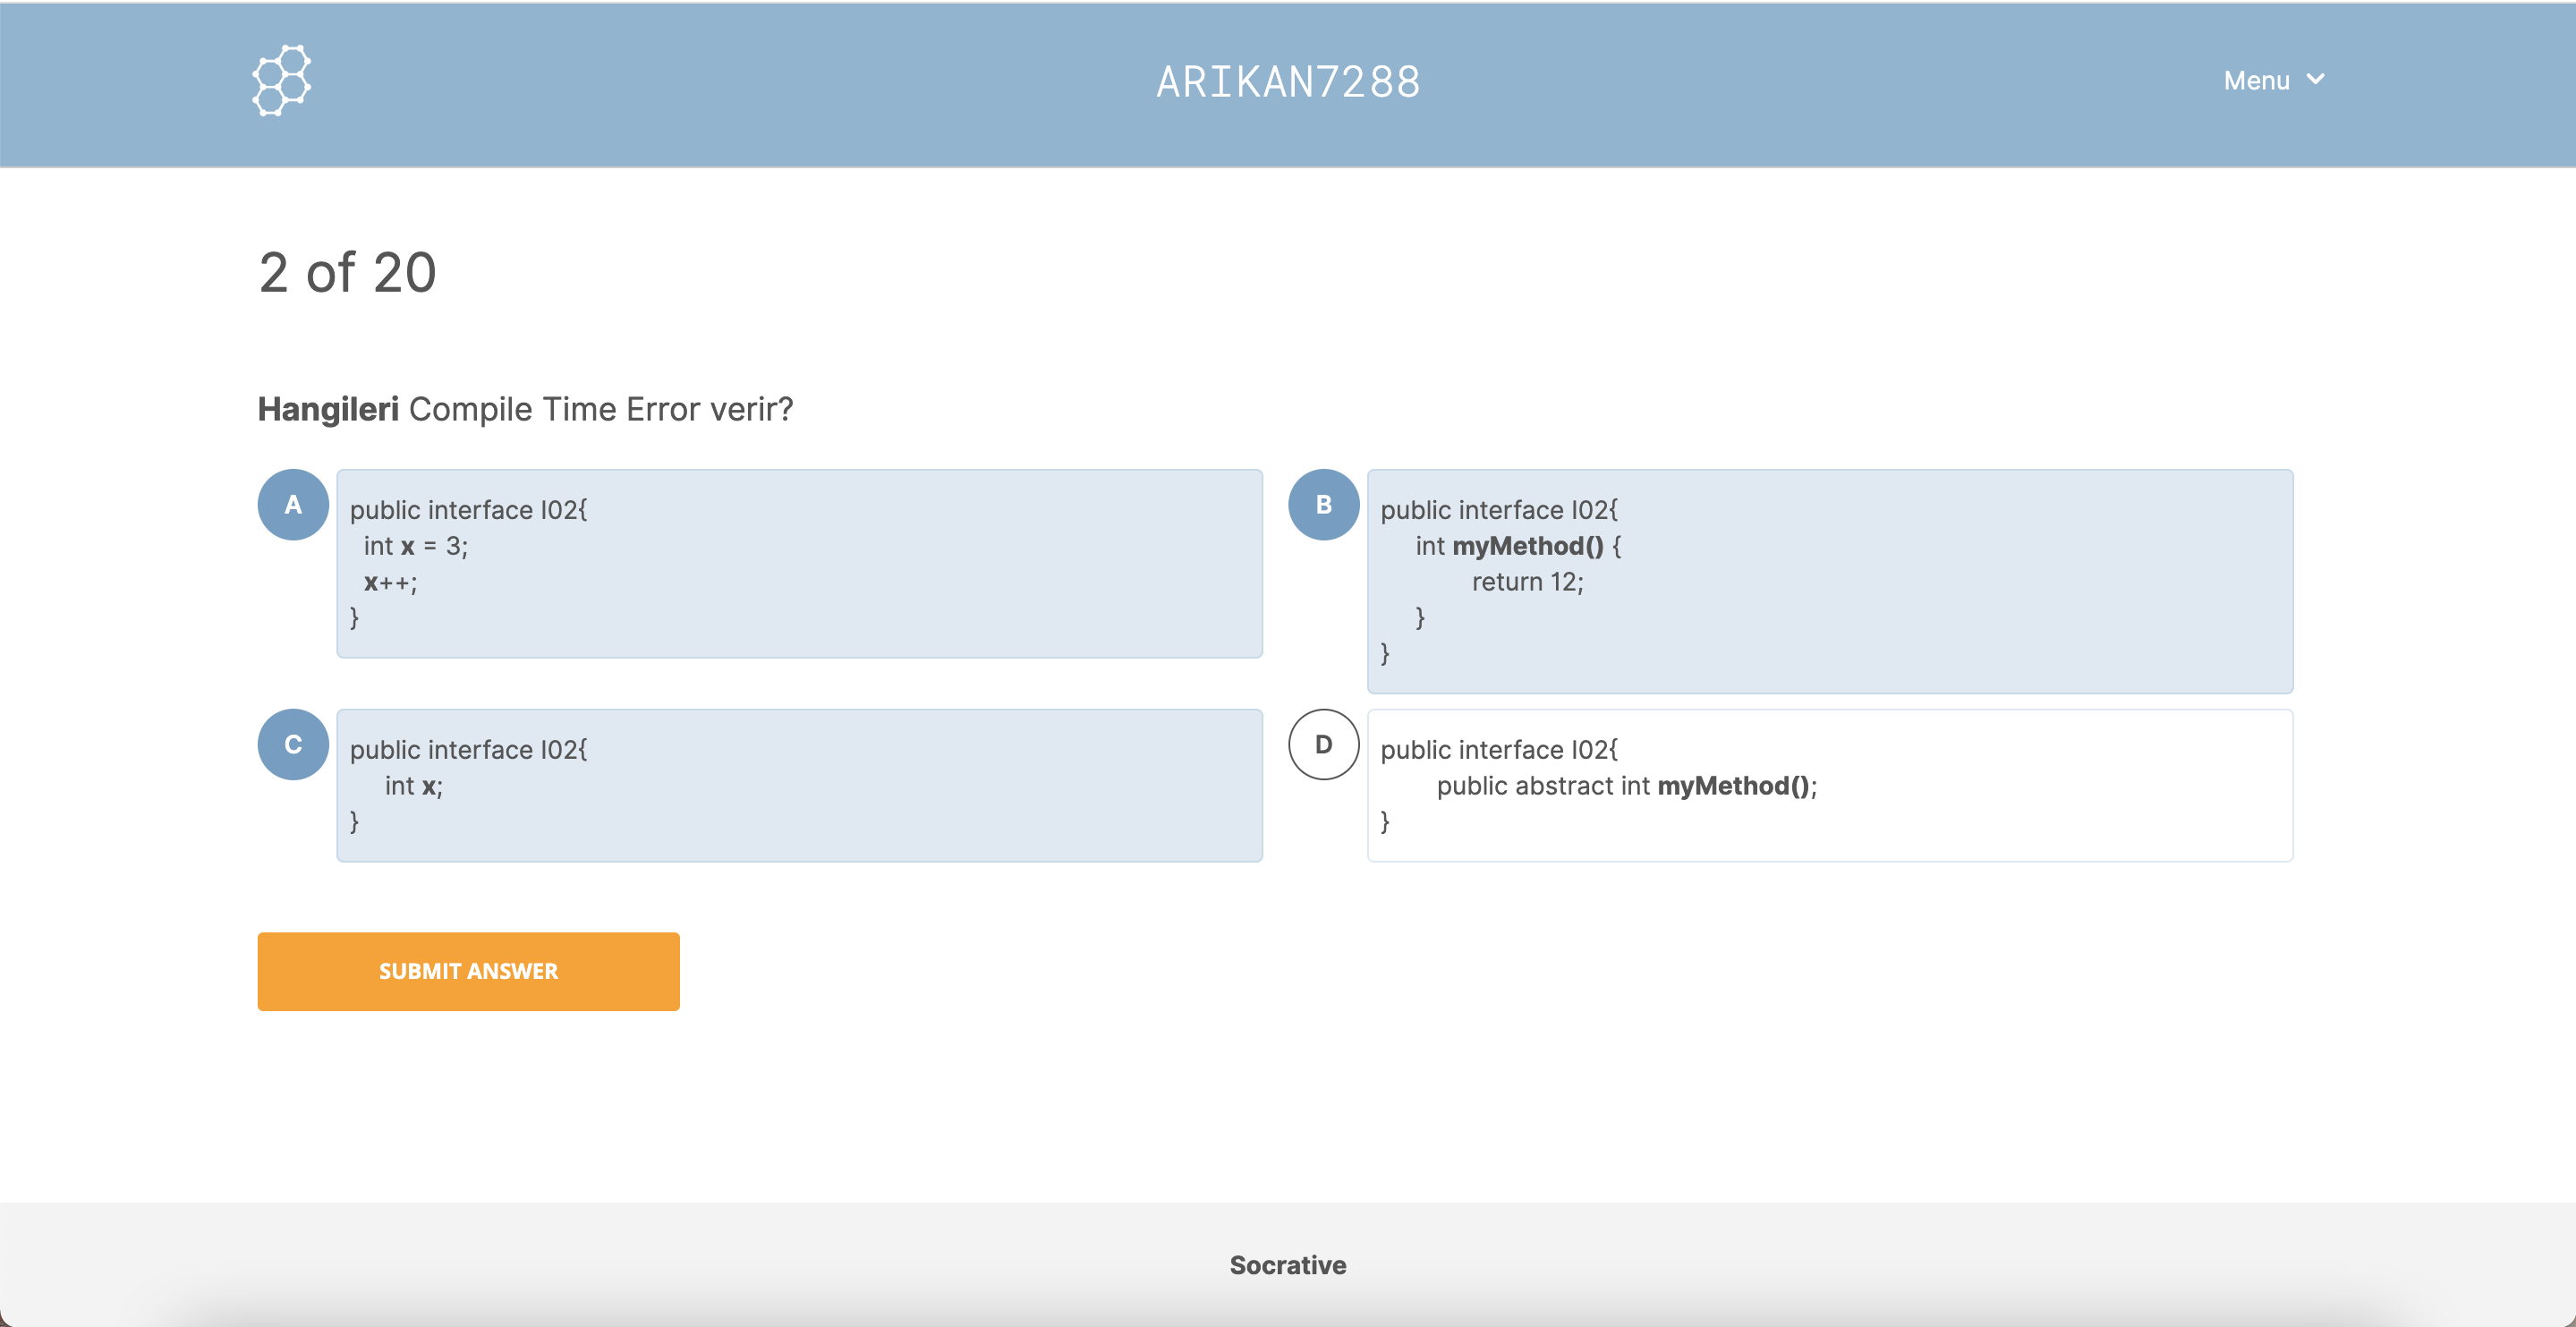 ARIKAN7288
Menu
2 of 20
Hangileri Compile Time Error verir?
A
public interface I02{
int x = 3;
x++;
}
B
public interface I02{
int myMethod() {
return 12;
}
}
C
public interface I02{
int x;
}
D
public interface I02{
public abstract int myMethod();
}
SUBMIT ANSWER
Socrative